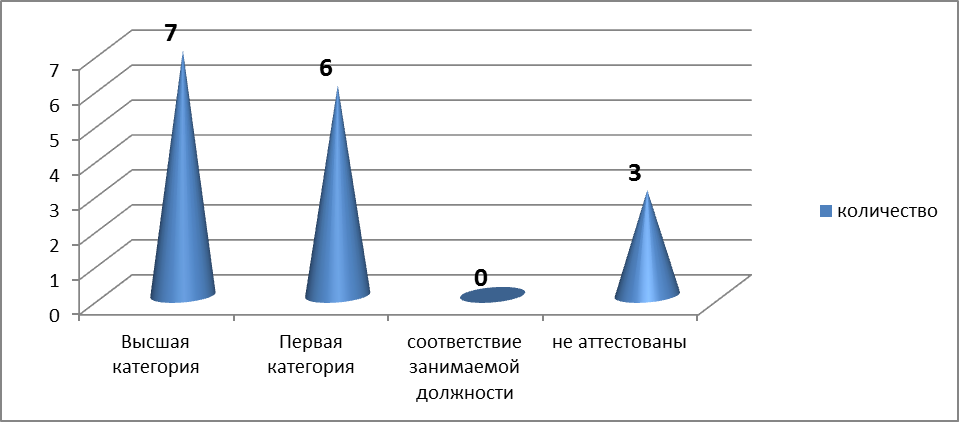 7
6
3
0
7
6
5
4
3
2
1
0
Высшая
категория
Первая
категория
соответствие
занимаемой
должности
не аттестованы
количество